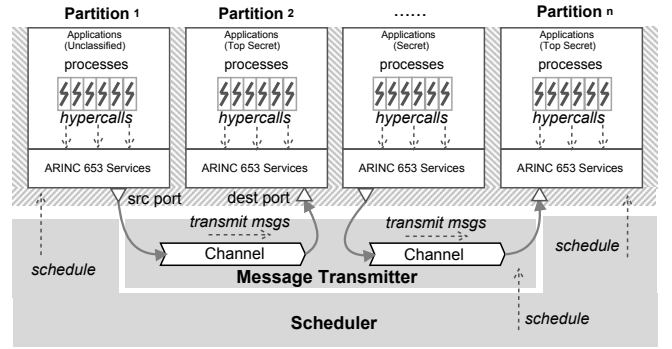 Partition 1 Partition 2 ...... Partition n
Applications (Unclassified) Applications (Top Secret) Applications (Secret) Applications (Top Secret)
processes processes processes processes
hypercalls hypercalls hypercalls hypercalls
ARINC 653 Services ARINC 653 Services ARINC 653 Services ARINC 653 Services
src port dest port
transmit msgs transmit msgs
schedule Channel Channel schedule
Message Transmitter
Scheduler schedule